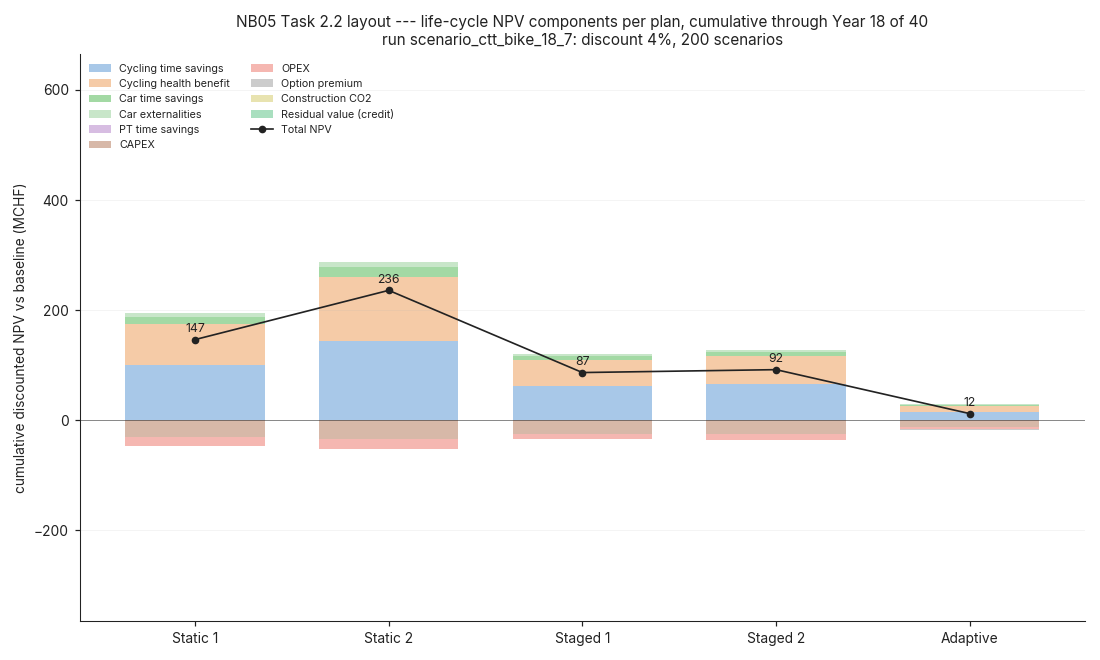 NB05 Task 2.2 layout --- life-cycle NPV components per plan, cumulative through Year 18 of 40
run scenario_ctt_bike_18_7: discount 4%, 200 scenarios
Cycling time savings
Cycling health benefit
Car time savings
Car externalities
PT time savings
CAPEX
OPEX
Option premium
Construction CO2
Residual value (credit)
Total NPV
cumulative discounted NPV vs baseline (MCHF)
600
400
200
0
−200
147
236
87
92
12
Static 1
Static 2
Staged 1
Staged 2
Adaptive